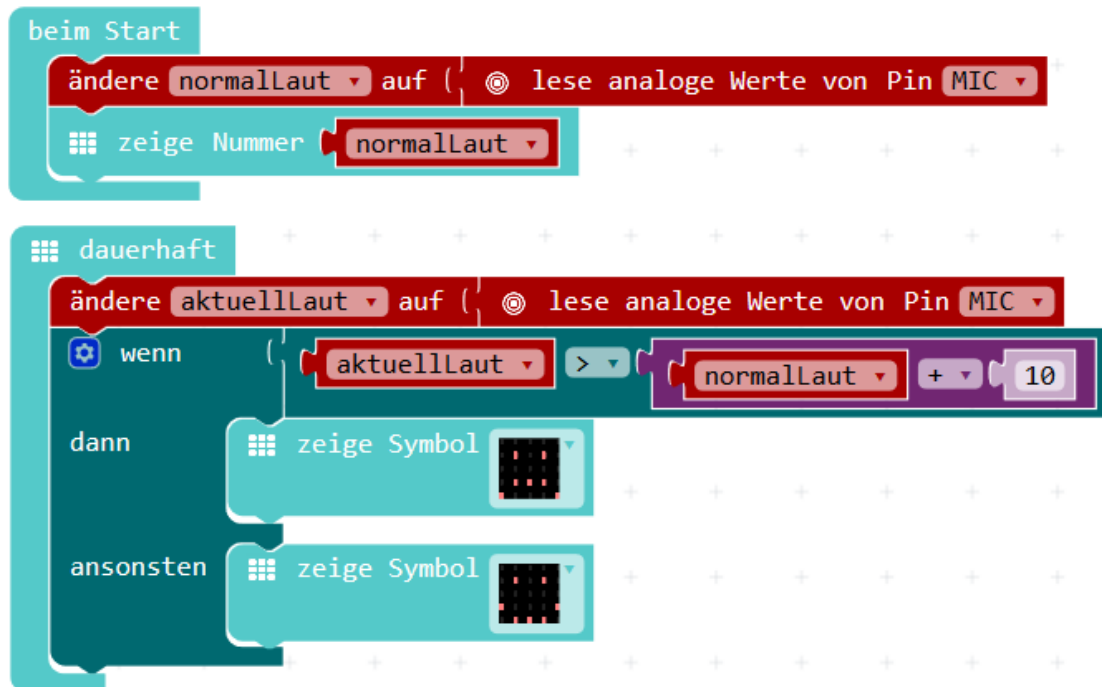 beim Start
ändere normalLaut auf ( lese analoge Werte von Pin MIC
zeige Nummer ( normalLaut
dauerhaft
ändere aktuellLaut auf ( lese analoge Werte von Pin MIC
wenn ( ( aktuellLaut > ( ( normalLaut + ( 10
dann zeige Symbol
ansonsten zeige Symbol